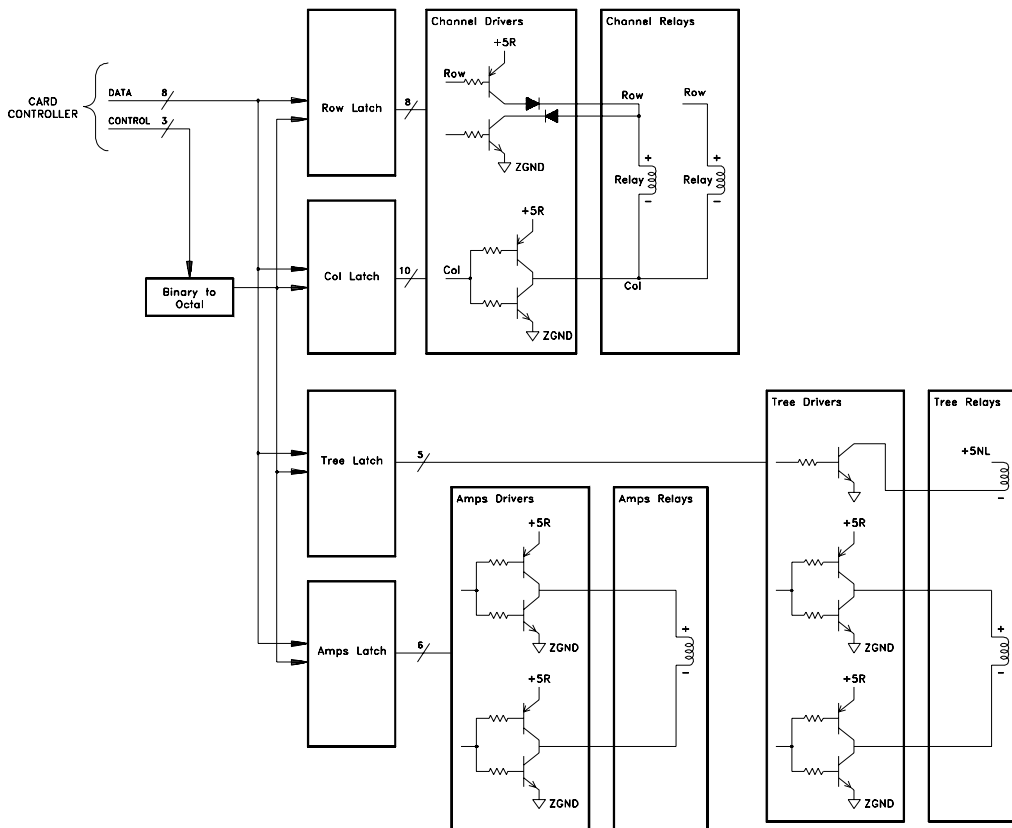 CARD
CONTROLLER
DATA 8
CONTROL 3
Binary to
Octal
Row Latch
8
Channel Drivers
+5R
Row
ZGND
Channel Relays
Row
Row
+
Relay
-
+
Relay
-
Col Latch
10
+5R
Col
ZGND
Col
Tree Latch
5
Tree Drivers
Tree Relays
+5NL
-
+5R
ZGND
+
-
+5R
ZGND
Amps Latch
6
Amps Drivers
+5R
ZGND
Amps Relays
+
-
+5R
ZGND